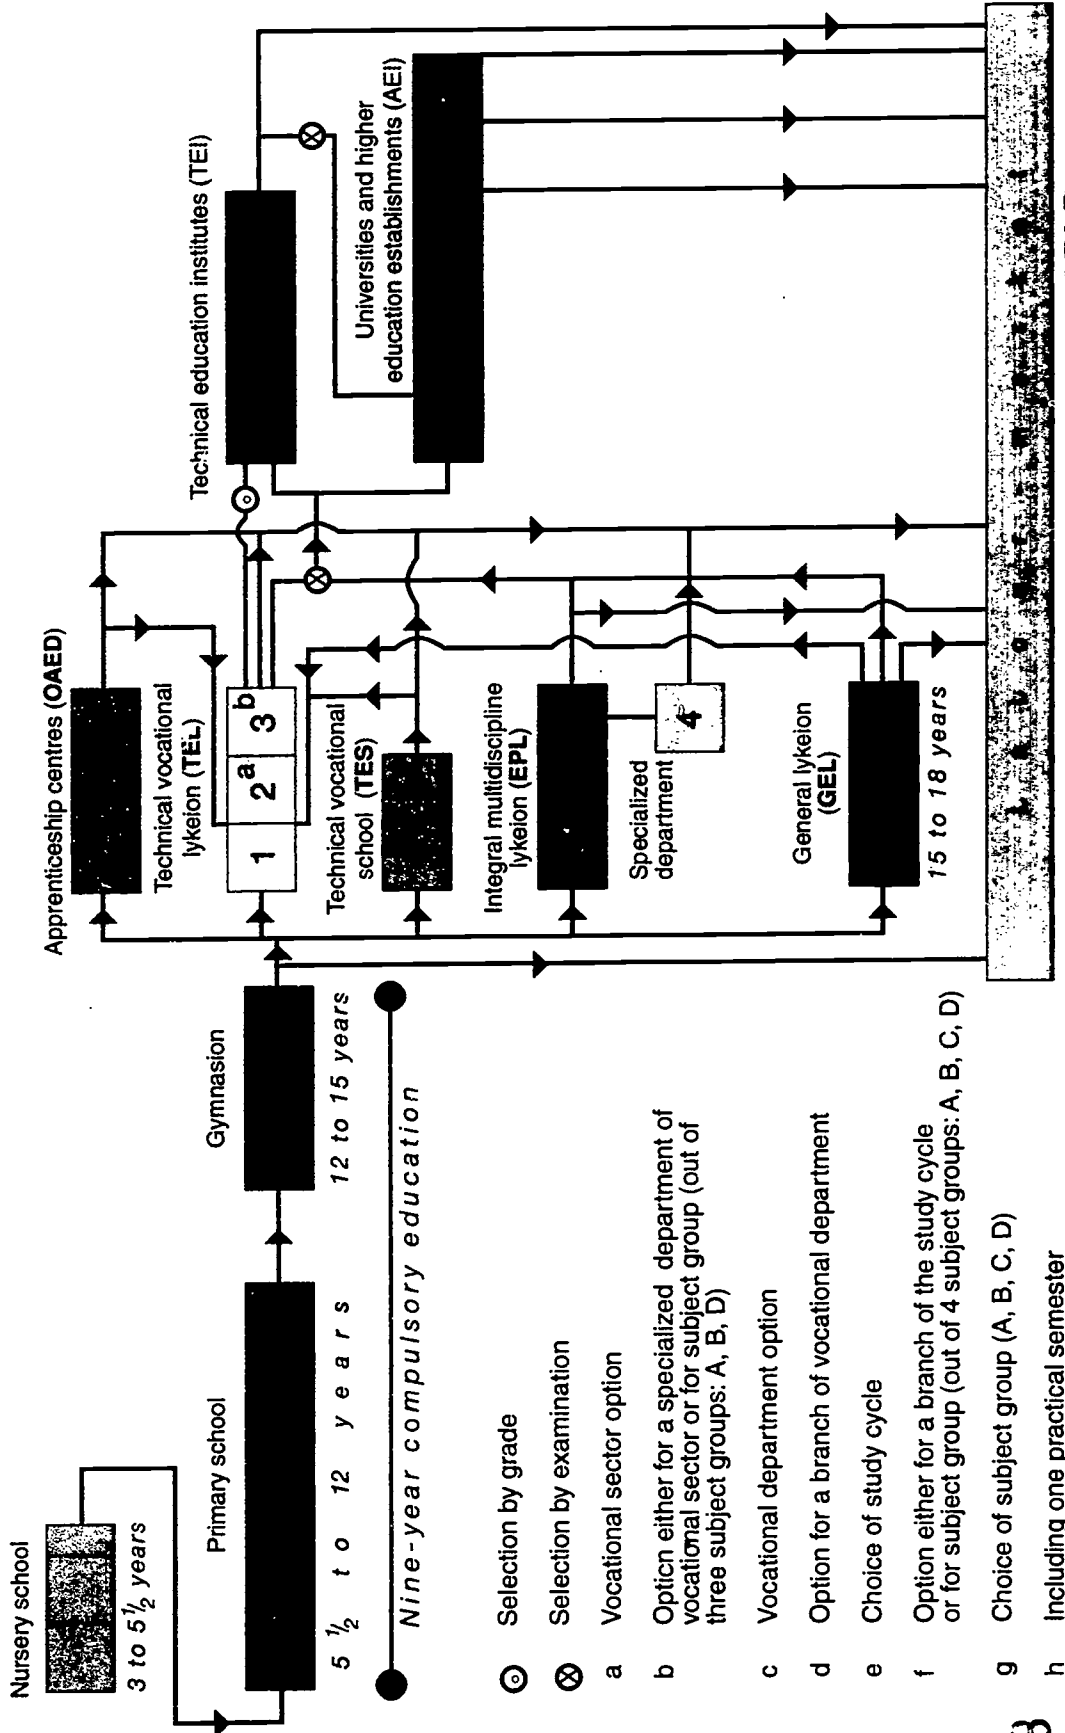 Nursery school
3 to 5 1/2 years
Primary school
5 1/2 to 12 years
Gymnasion
12 to 15 years
Nine-year compulsory education
Apprenticeship centres (OAED)
Technical vocational
lykeion (TEL)
1 2 a 3 b
Technical vocational
school (TES)
Integral multidiscipline
lykeion (EPL)
Specialized
department
4
General lykeion
(GEL)
15 to 18 years
Technical education institutes (TEI)
Universities and higher
education establishments (AEI)
⊙ Selection by grade
⊗ Selection by examination
a Vocational sector option
b Option either for a specialized department of
vocational sector or for subject group (out of
three subject groups: A, B, D)
c Vocational department option
d Option for a branch of vocational department
e Choice of study cycle
f Option either for a branch of the study cycle
or for subject group (out of 4 subject groups: A, B, C, D)
g Choice of subject group (A, B, C, D)
h Including one practical semester